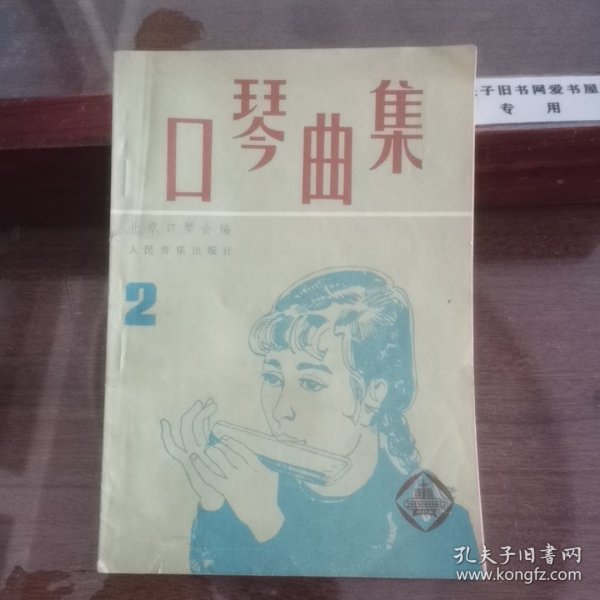 口琴曲集
北京口琴会编
人民音乐出版社
2
子旧书网爱书屋
专用
孔夫子旧书网
www.kongfz.com